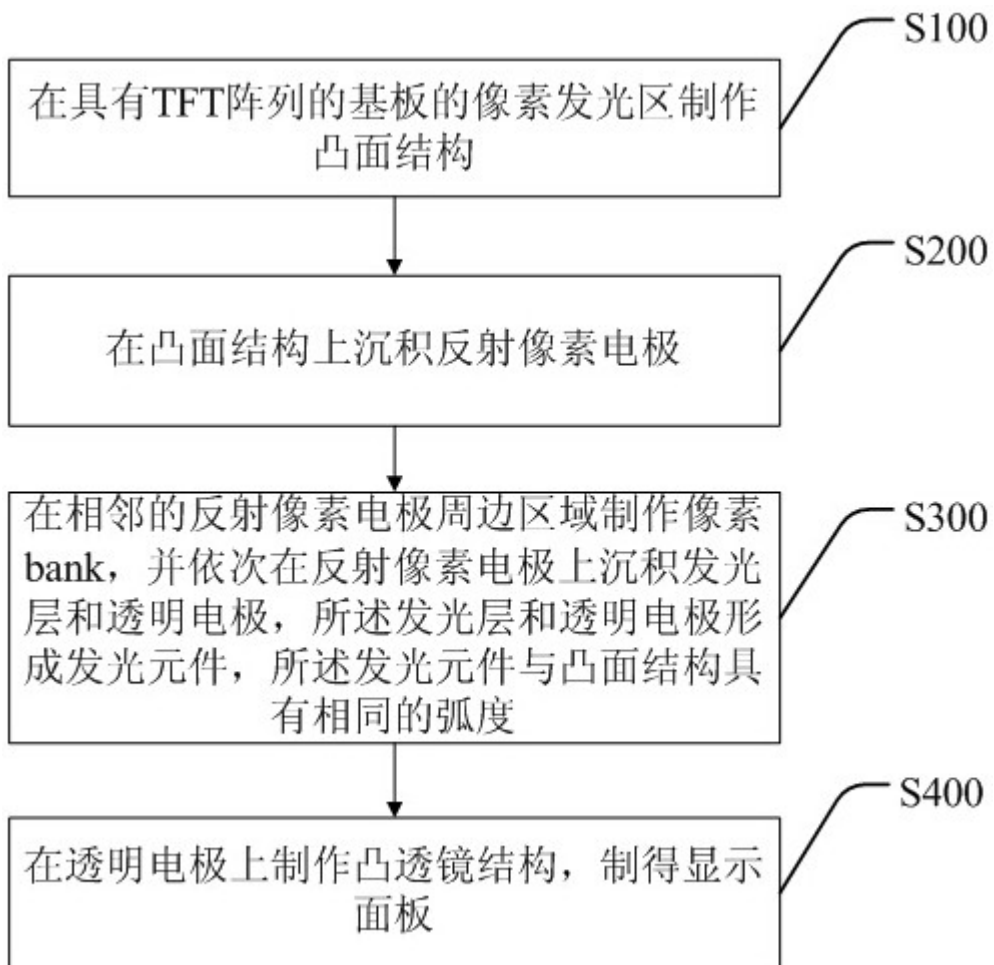 S100
在具有TFT阵列的基板的像素发光区制作
凸面结构
S200
在凸面结构上沉积反射像素电极
S300
在相邻的反射像素电极周边区域制作像素
bank，并依次在反射像素电极上沉积发光
层和透明电极，所述发光层和透明电极形
成发光元件，所述发光元件与凸面结构具
有相同的弧度
S400
在透明电极上制作凸透镜结构，制得显示
面板